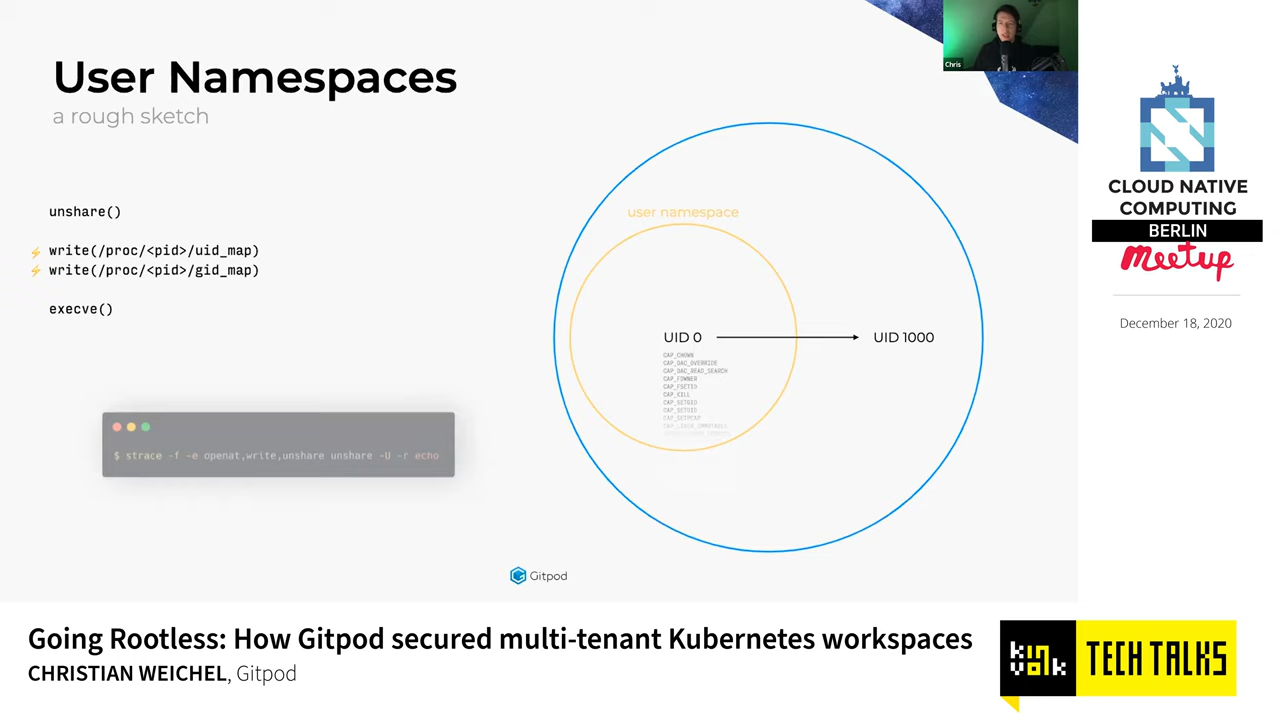 User Namespaces
a rough sketch
unshare()
write(/proc/<pid>/uid_map)
write(/proc/<pid>/gid_map)
execve()
$ strace -f -e openat,write,unshare unshare -U -r echo
user namespace
UID 0
UID 1000
CAP_CHOWN
CAP_DAC_OVERRIDE
CAP_DAC_READ_SEARCH
CAP_FOWNER
CAP_FSETID
CAP_KILL
CAP_SETGID
CAP_SETUID
CAP_SETPCAP
Gitpod
Chris
CLOUD NATIVE
COMPUTING
BERLIN
meetup
December 18, 2020
Going Rootless: How Gitpod secured multi-tenant Kubernetes workspaces
CHRISTIAN WEICHEL, Gitpod
kinvolk
TECH TALKS